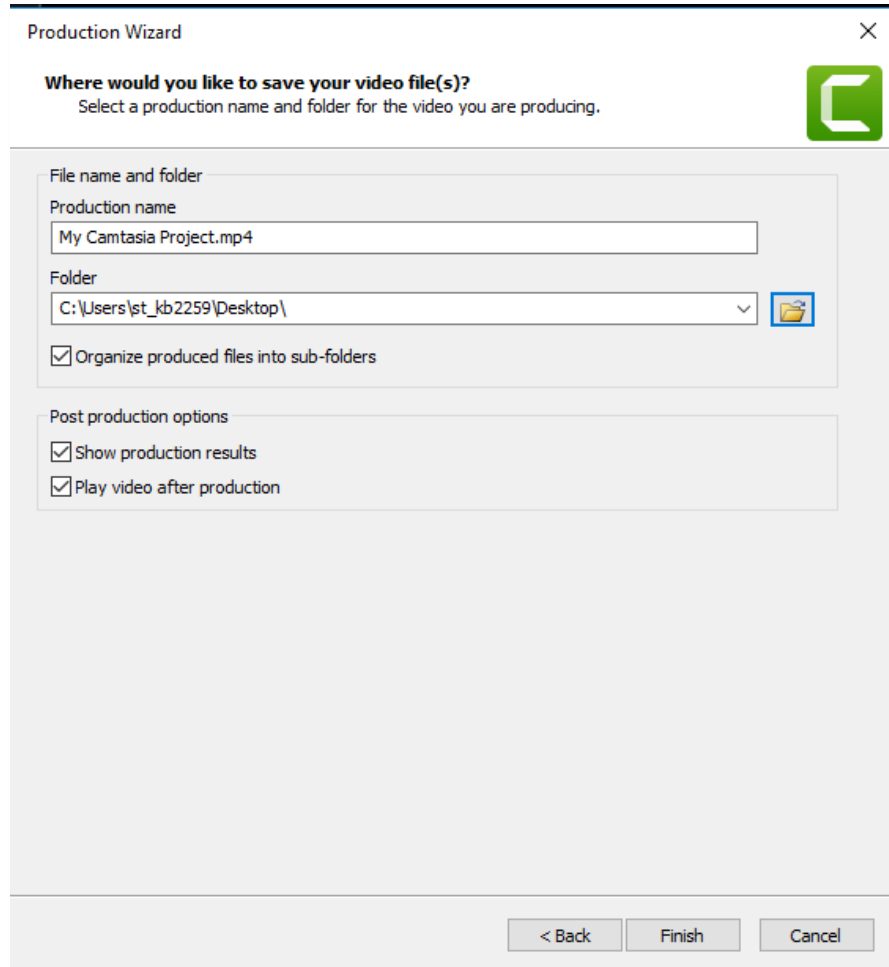 Production Wizard
Where would you like to save your video file(s)?
Select a production name and folder for the video you are producing.
File name and folder
Production name
My Camtasia Project.mp4
Folder
C:\Users\st_kb2259\Desktop\
Organize produced files into sub-folders
Post production options
Show production results
Play video after production
< Back Finish Cancel